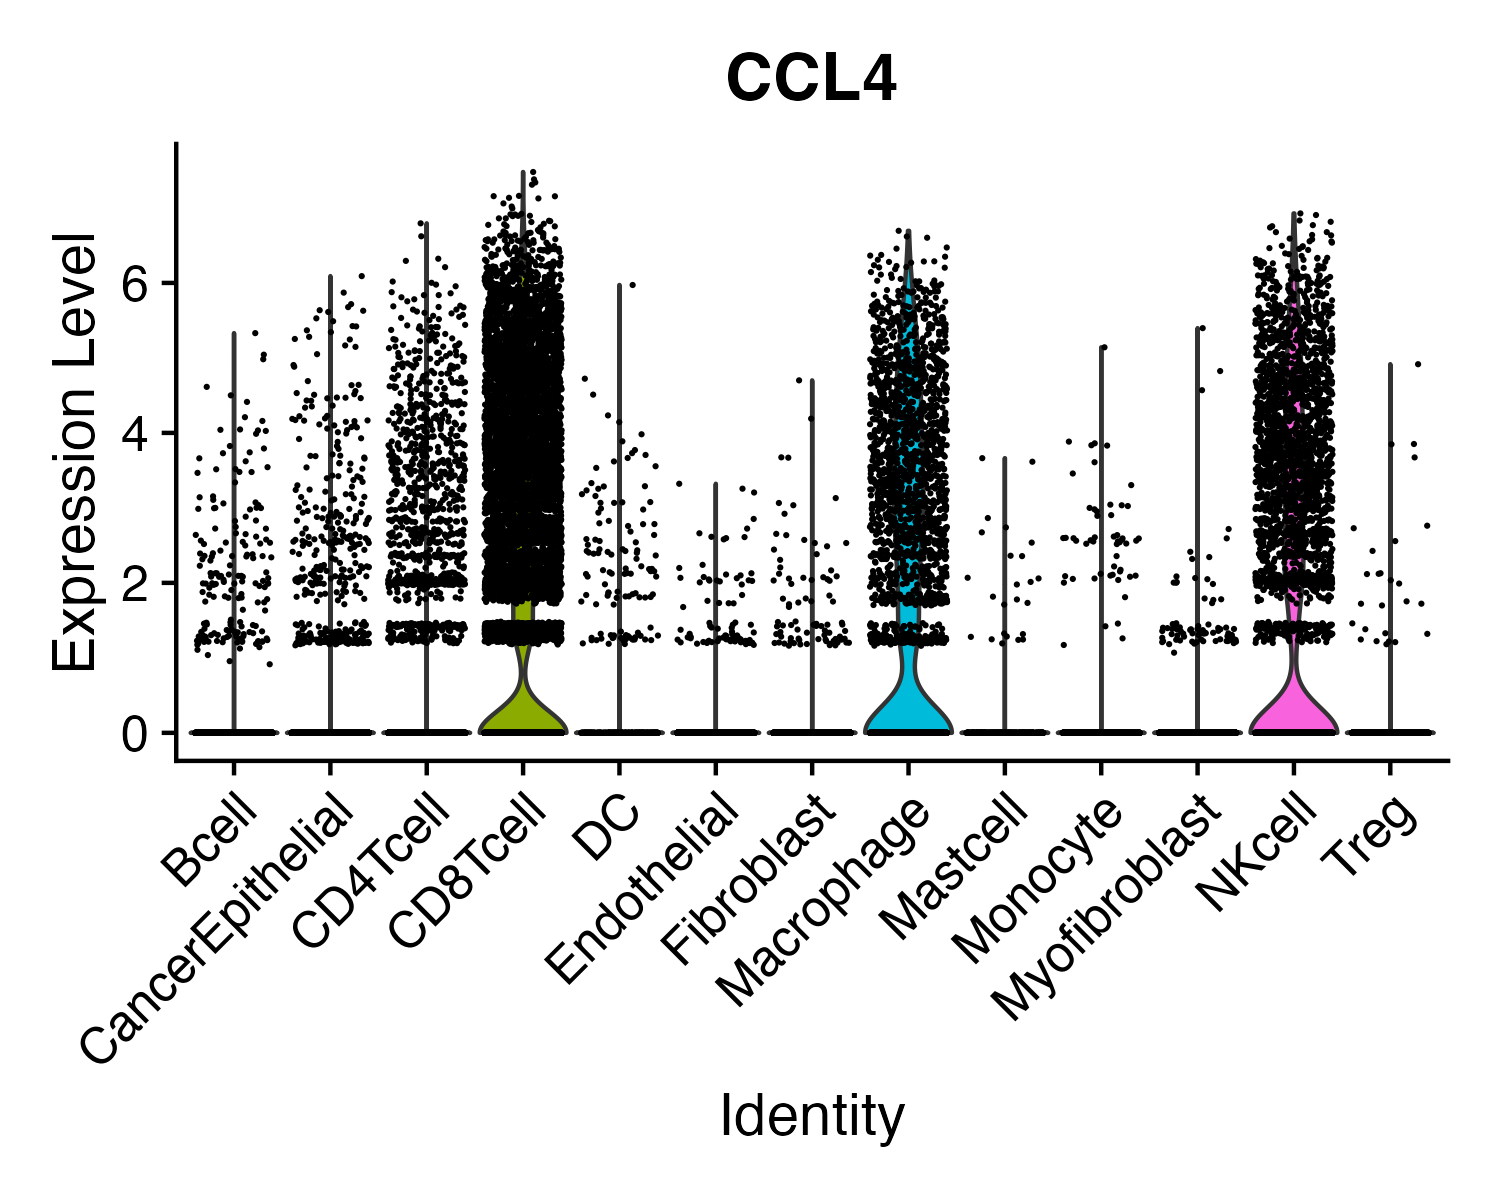 CCL4
Expression Level
6
4
2
0
Bcell
CancerEpithelial
CD4Tcell
CD8Tcell
DC
Endothelial
Fibroblast
Macrophage
Mastcell
Monocyte
Myofibroblast
NKcell
Treg
Identity